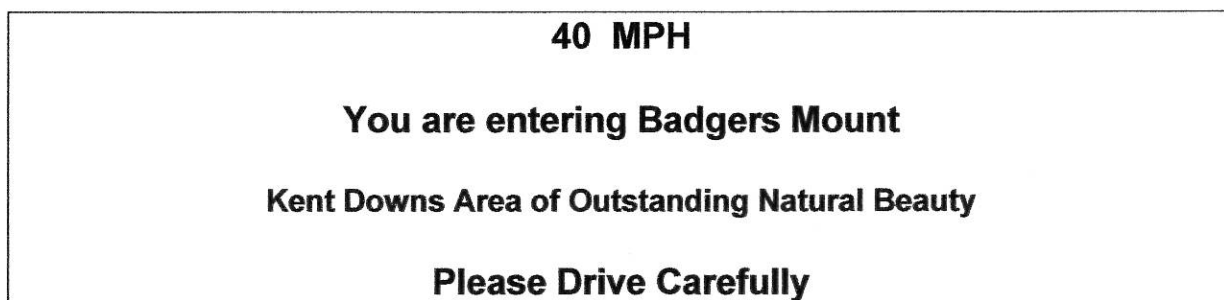 40 MPH
You are entering Badgers Mount
Kent Downs Area of Outstanding Natural Beauty
Please Drive Carefully